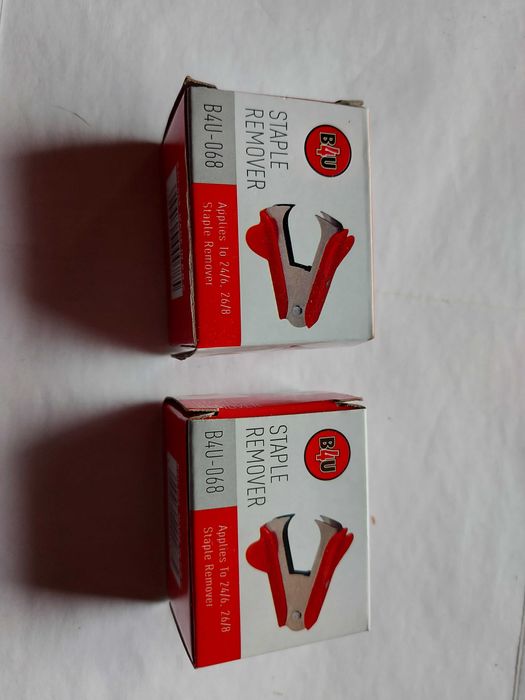 B4U
STAPLE
REMOVER
B4U-068
Applies To 24/6, 26/8
Staple Remover
B4U
STAPLE
REMOVER
B4U-068
Applies To 24/6, 26/8
Staple Remover